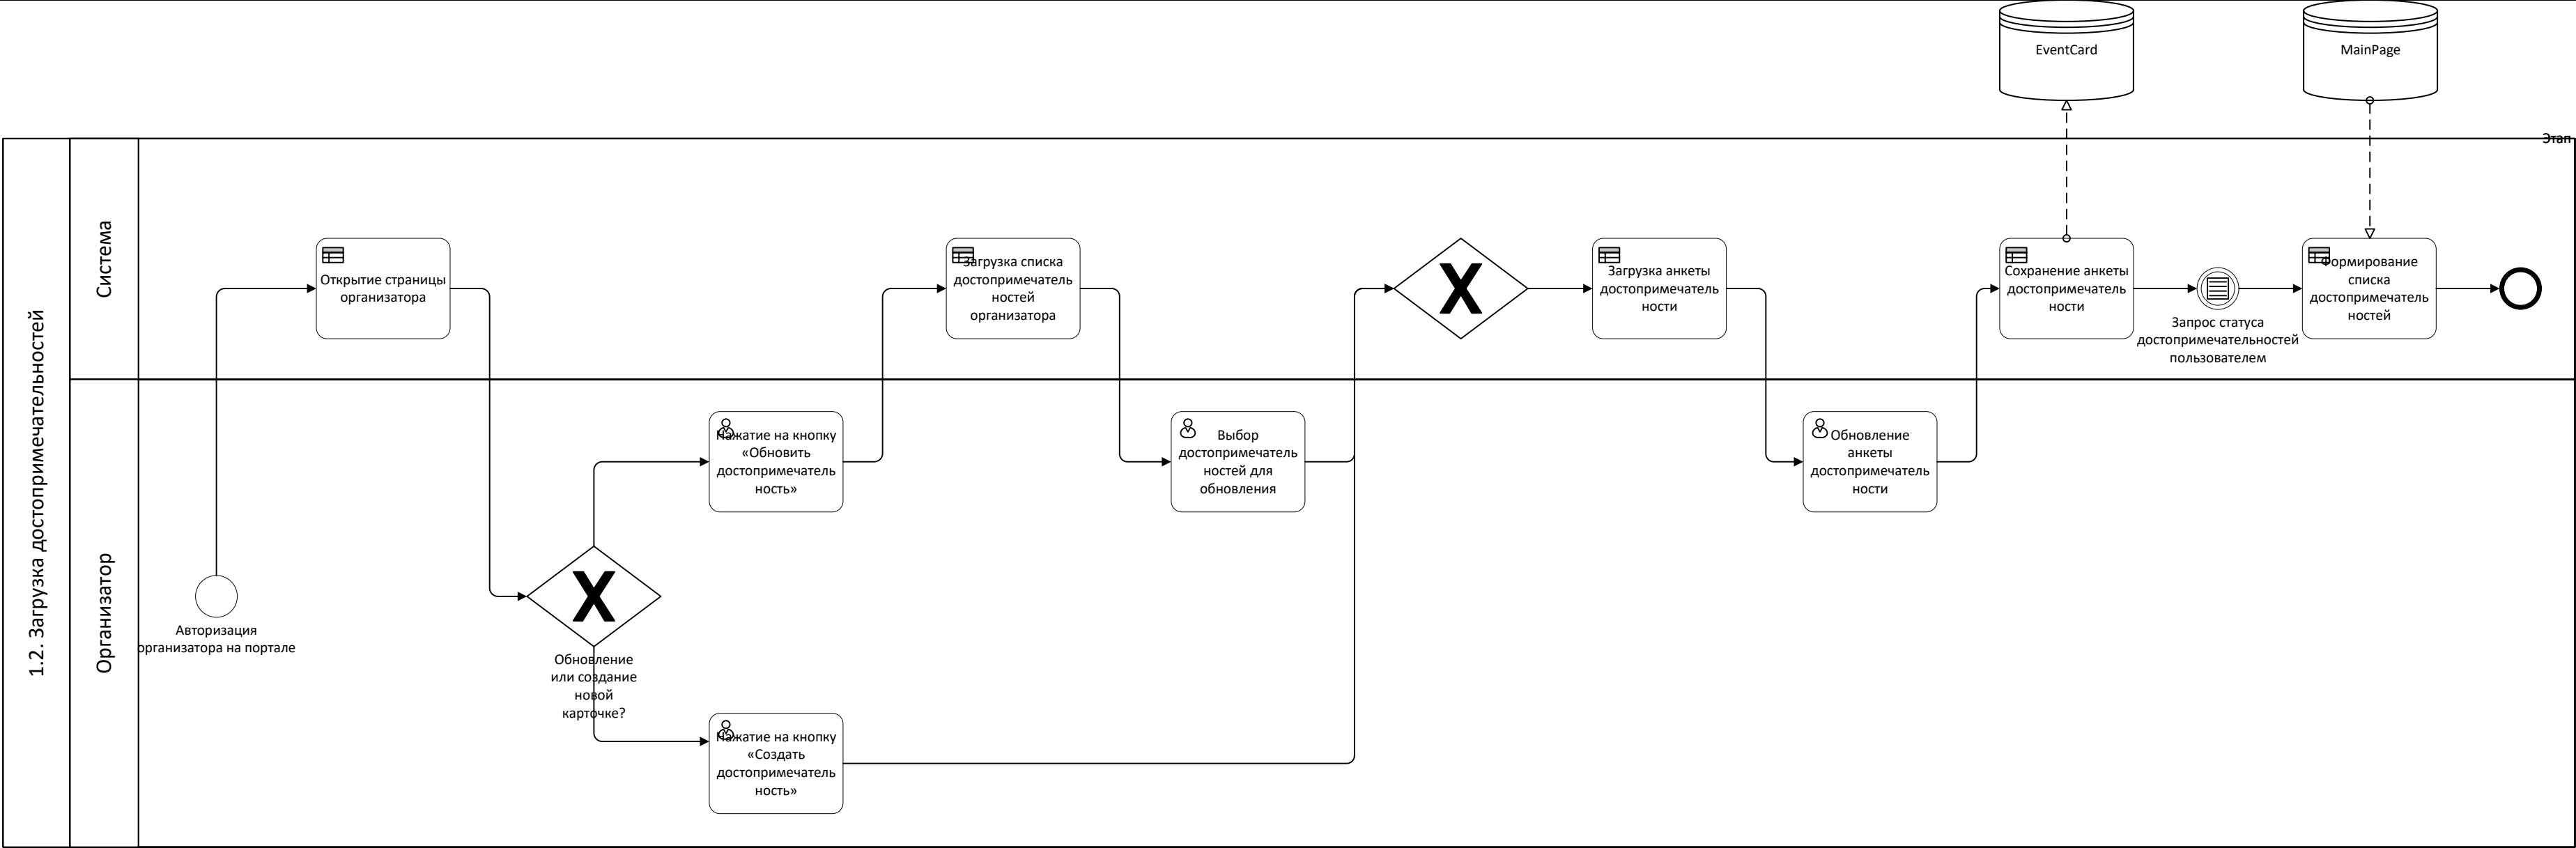 EventCard
MainPage
Этап
1.2. Загрузка достопримечательностей
Система
Открытие страницы
организатора
Загрузка списка
достопримечатель
ностей
организатора
Загрузка анкеты
достопримечатель
ности
Сохранение анкеты
достопримечатель
ности
Запрос статуса
достопримечательностей
пользователем
Формирование
списка
достопримечатель
ностей
Организатор
Авторизация
организатора на портале
Обновление
или создание
новой
карточке?
Нажатие на кнопку
«Обновить
достопримечатель
ность»
Выбор
достопримечатель
ностей для
обновления
Обновление
анкеты
достопримечатель
ности
Нажатие на кнопку
«Создать
достопримечатель
ность»